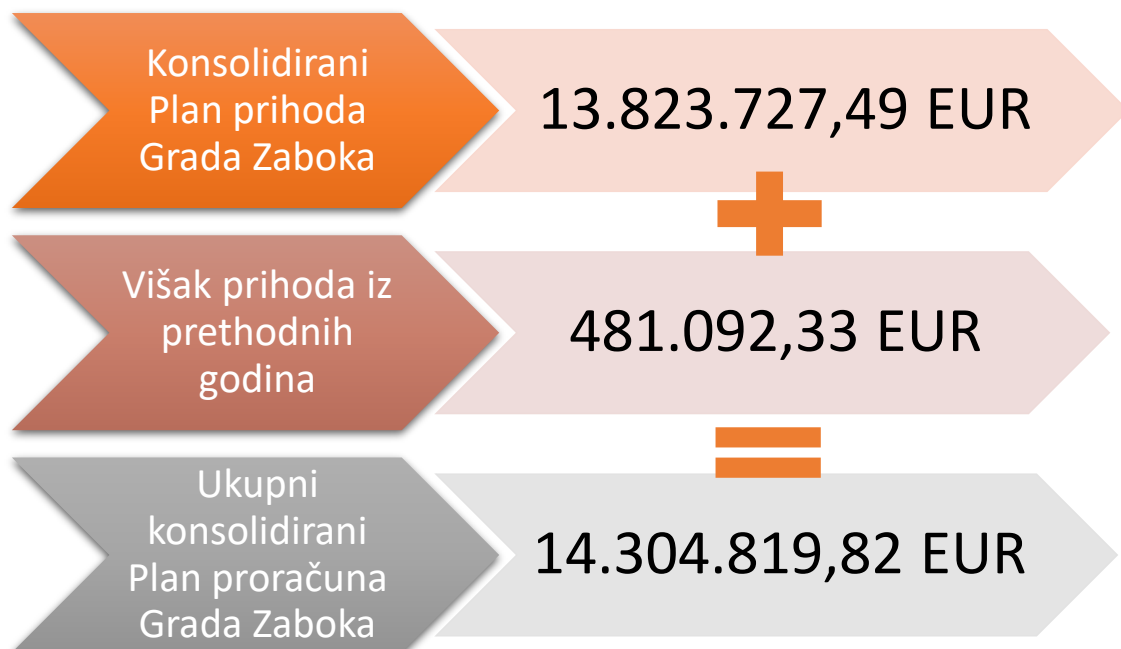 Konsolidirani
Plan prihoda
Grada Zaboka
13.823.727,49 EUR
Višak prihoda iz
prethodnih
godina
481.092,33 EUR
Ukupni
konsolidirani
Plan proračuna
Grada Zaboka
14.304.819,82 EUR